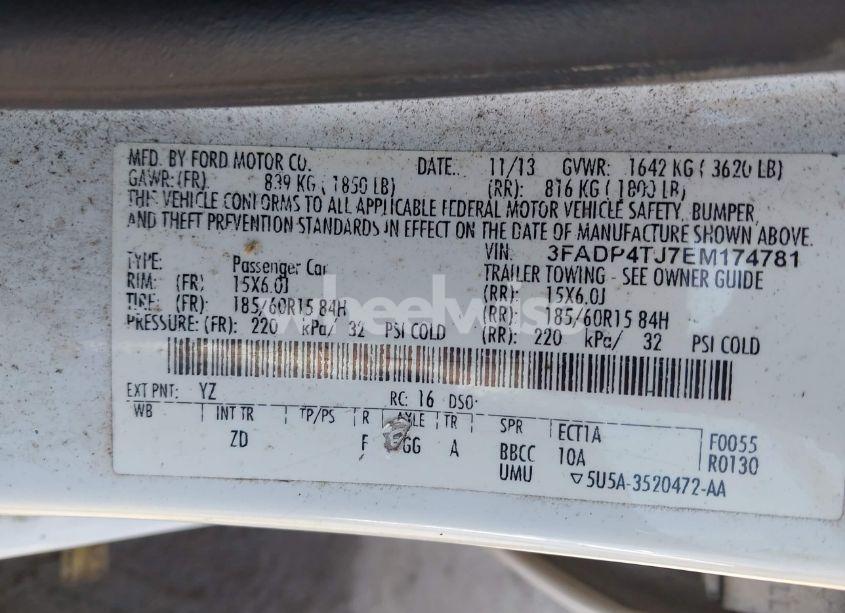 MFD. BY FORD MOTOR CO. DATE: 11/13 GVWR: 1642 KG ( 3620 LB)
GAWR: (FR) 839 KG ( 1850 LB) (RR): 816 KG ( 1800 LB)
THIS VEHICLE CONFORMS TO ALL APPLICABLE FEDERAL MOTOR VEHICLE SAFETY, BUMPER,
AND THEFT PREVENTION STANDARDS IN EFFECT ON THE DATE OF MANUFACTURE SHOWN ABOVE.
VIN: 3FADP4TJ7EM174781
TYPE: Passenger Car TRAILER TOWING - SEE OWNER GUIDE
RIM: (FR) 15X6.0J (RR): 15X6.0J
TIRE: (FR) 185/60R15 84H (RR): 185/60R15 84H
PRESSURE: (FR) 220 kPa/ 32 PSI COLD (RR): 220 kPa/ 32 PSI COLD
wheelwise
EXT PNT: YZ RC: 16 DSO:
WB INT TR TP/PS R AXLE TR SPR ECT1A F0055
ZD F GG A BBCC 10A R0130
UMU ▽5U5A-3520472-AA